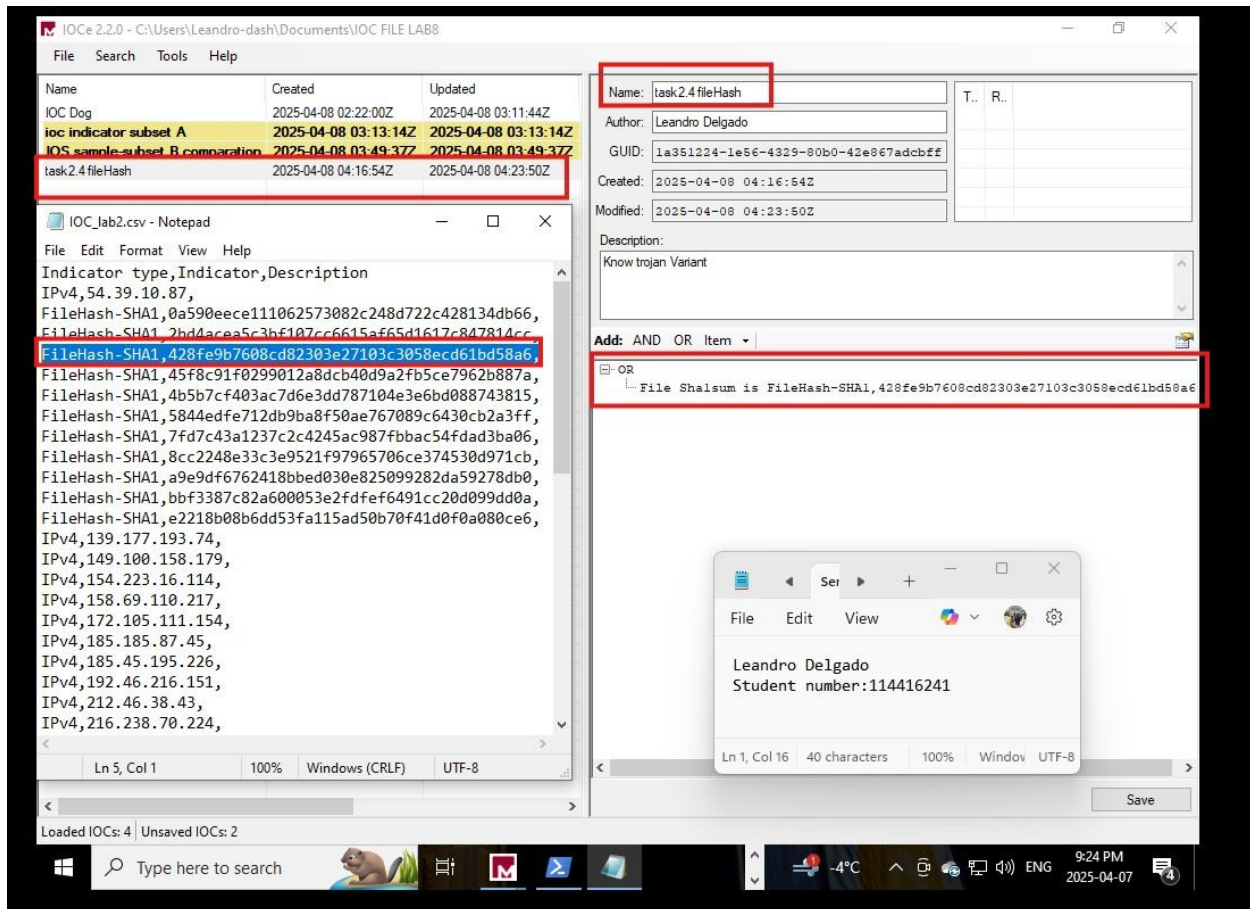 IOCe 2.2.0 - C:\Users\Leandro-dash\Documents\IOC FILE LAB8
File Search Tools Help
Name Created Updated
IOC Dog 2025-04-08 02:22:00Z 2025-04-08 03:11:44Z
ioc indicator subset A 2025-04-08 03:13:14Z 2025-04-08 03:13:14Z
IOS sample-subset B comparation 2025-04-08 03:49:37Z 2025-04-08 03:49:37Z
task2.4 fileHash 2025-04-08 04:16:54Z 2025-04-08 04:23:50Z
IOC_lab2.csv - Notepad
File Edit Format View Help
Indicator type,Indicator,Description
IPv4,54.39.10.87,
FileHash-SHA1,0a590eece111062573082c248d722c428134db66,
FileHash-SHA1,2bd4acea5c3bf107cc6615af65d1617c847814cc,
FileHash-SHA1,428fe9b7608cd82303e27103c3058ecd61bd58a6,
FileHash-SHA1,45f8c91f0299012a8dcb40d9a2fb5ce7962b887a,
FileHash-SHA1,4b5b7cf403ac7d6e3dd787104e3e6bd088743815,
FileHash-SHA1,5844edfe712db9ba8f50ae767089c6430cb2a3ff,
FileHash-SHA1,7fd7c43a1237c2c4245ac987fbbac54fdad3ba06,
FileHash-SHA1,8cc2248e33c3e9521f97965706ce374530d971cb,
FileHash-SHA1,a9e9df6762418bbed030e825099282da59278db0,
FileHash-SHA1,bbf3387c82a600053e2fdfef6491cc20d099dd0a,
FileHash-SHA1,e2218b08b6dd53fa115ad50b70f41d0f0a080ce6,
IPv4,139.177.193.74,
IPv4,149.100.158.179,
IPv4,154.223.16.114,
IPv4,158.69.110.217,
IPv4,172.105.111.154,
IPv4,185.185.87.45,
IPv4,185.45.195.226,
IPv4,192.46.216.151,
IPv4,212.46.38.43,
IPv4,216.238.70.224,
Ln 5, Col 1 100% Windows (CRLF) UTF-8
Loaded IOCs: 4 Unsaved IOCs: 2
Name: task2.4 fileHash
T.. R..
Author: Leandro Delgado
GUID: 1a351224-1e56-4329-80b0-42e867adcbff
Created: 2025-04-08 04:16:54Z
Modified: 2025-04-08 04:23:50Z
Description:
Know trojan Variant
Add: AND OR Item
OR
File Sha1sum is FileHash-SHA1,428fe9b7608cd82303e27103c3058ecd61bd58a6
Ser
File Edit View
Leandro Delgado
Student number:114416241
Ln 1, Col 16 40 characters 100% Windov UTF-8
Save
Type here to search
-4°C
ENG
9:24 PM
2025-04-07
4